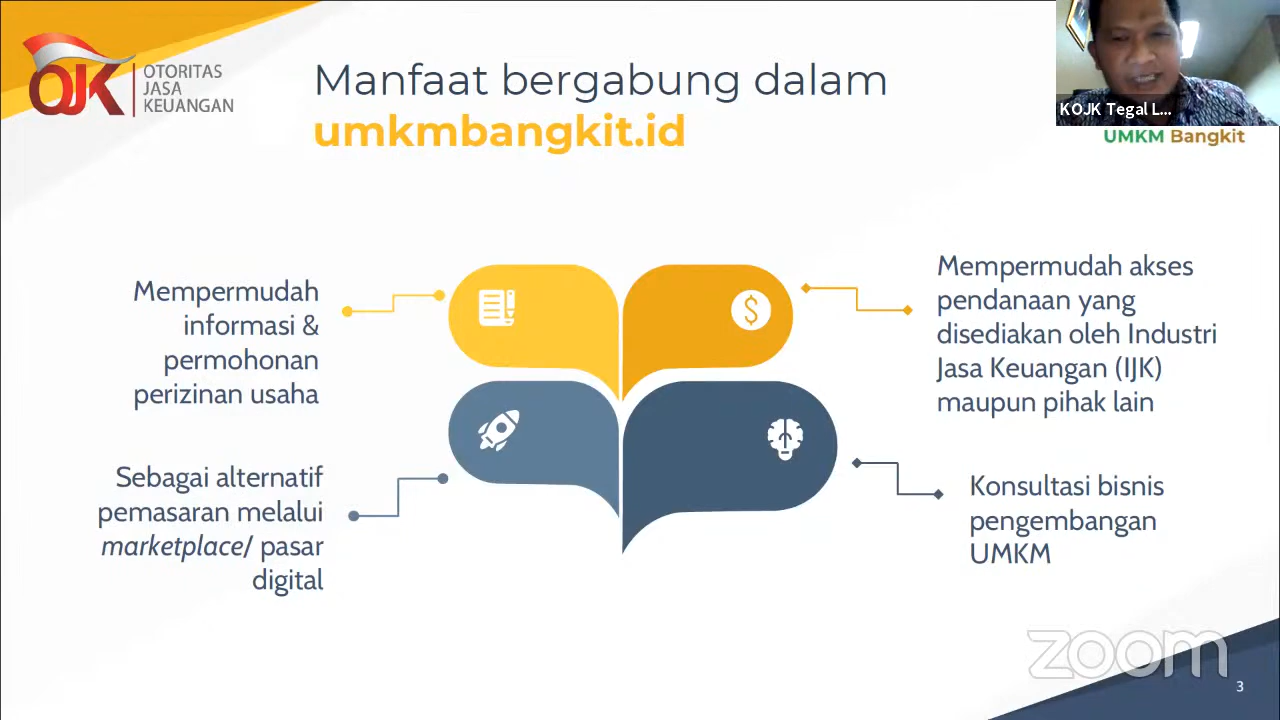 OJK
OTORITAS
JASA
KEUANGAN
Manfaat bergabung dalam
umkmbangkit.id
KOJK Tegal L...
UMKM Bangkit
Mempermudah
informasi &
permohonan
perizinan usaha
Mempermudah akses
pendanaan yang
disediakan oleh Industri
Jasa Keuangan (IJK)
maupun pihak lain
Sebagai alternatif
pemasaran melalui
marketplace/ pasar
digital
Konsultasi bisnis
pengembangan
UMKM
zoom
3